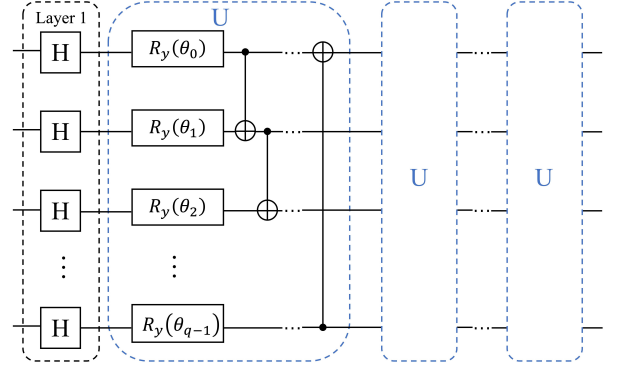 Layer 1
U
H
R_y(θ_0)
...
H
R_y(θ_1)
...
...
U
U
H
R_y(θ_2)
...
...
⋮
⋮
H
R_y(θ_{q-1})
...
...